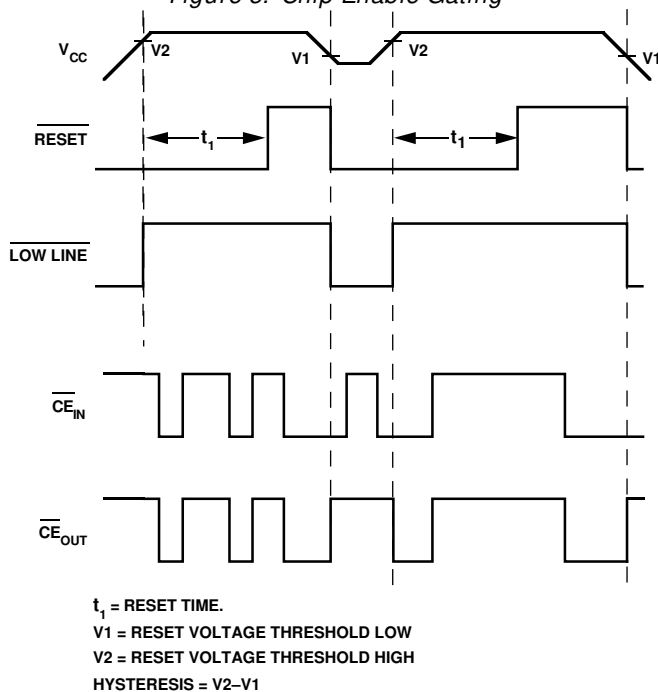 Figure 3. Chip Enable Gating
VCC
V2
V1
V2
V1
RESET
t1
t1
LOW LINE
CEIN
CEOUT
t1 = RESET TIME.
V1 = RESET VOLTAGE THRESHOLD LOW
V2 = RESET VOLTAGE THRESHOLD HIGH
HYSTERESIS = V2–V1